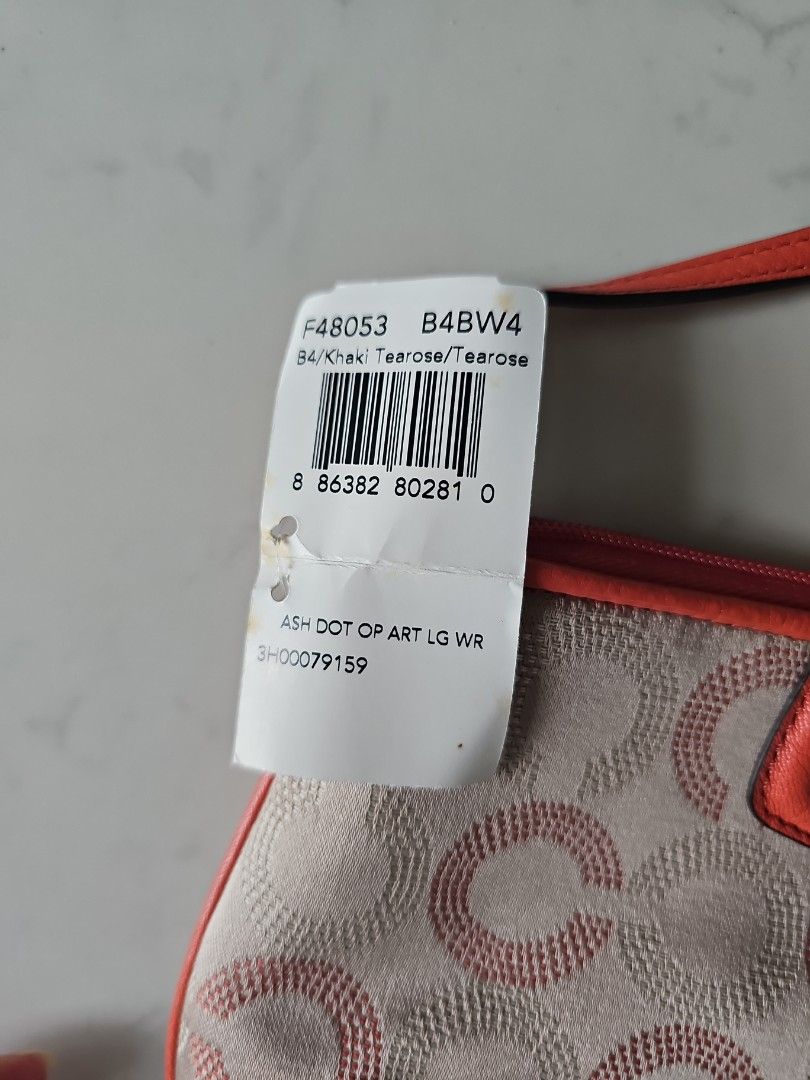 F48053 B4BW4
B4/Khaki Tearose/Tearose
8 86382 80281 0
ASH DOT OP ART LG WR
3H00079159